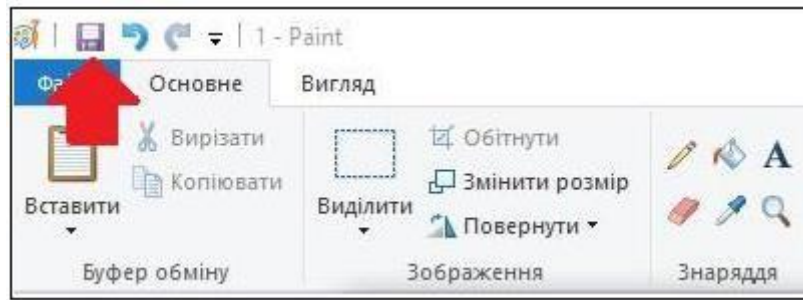 1 - Paint
Основне Вигляд
Вирізати
Копіювати
Вставити
Обітнути
Змінити розмір
Повернути
Виділити
A
Буфер обміну Зображення Знаряддя